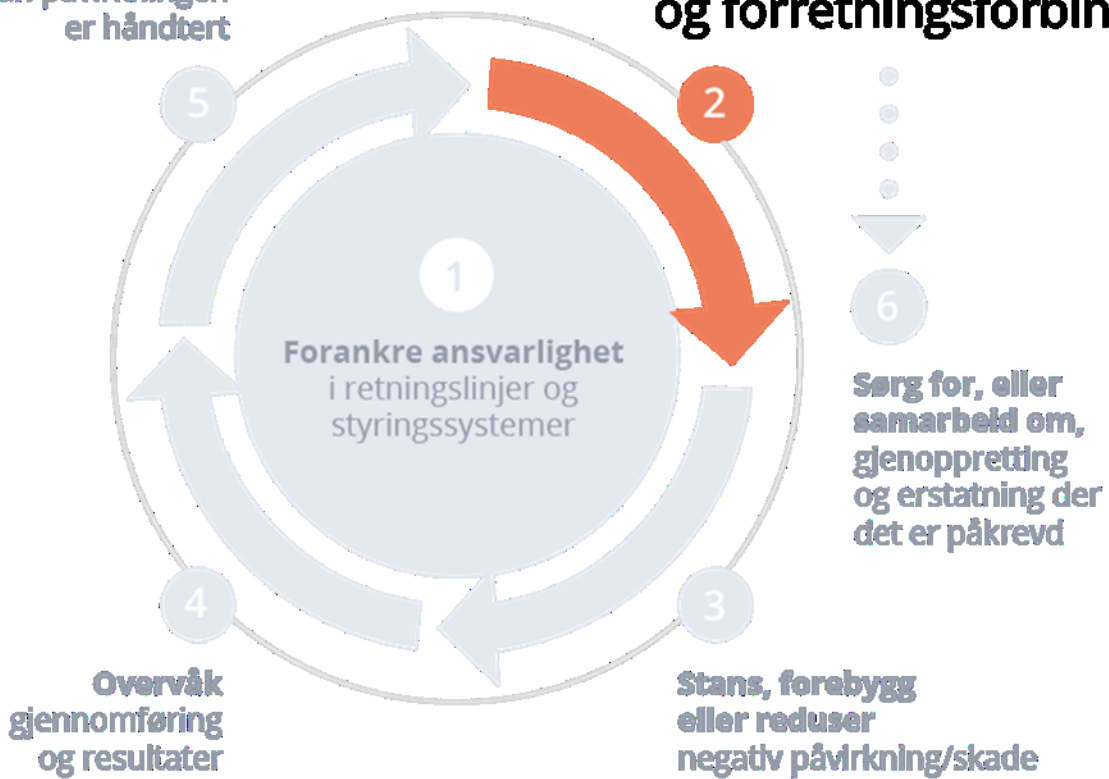 er håndtert
og forretningsforbin
5
2
1
Forankre ansvarlighet
i retningslinjer og
styringssystemer
6
Sørg for, eller
samarbeid om,
gjenoppretting
og erstatning der
det er påkrevd
4
Overvåk
gjennomføring
og resultater
3
Stans, forebygg
eller reduser
negativ påvirkning/skade